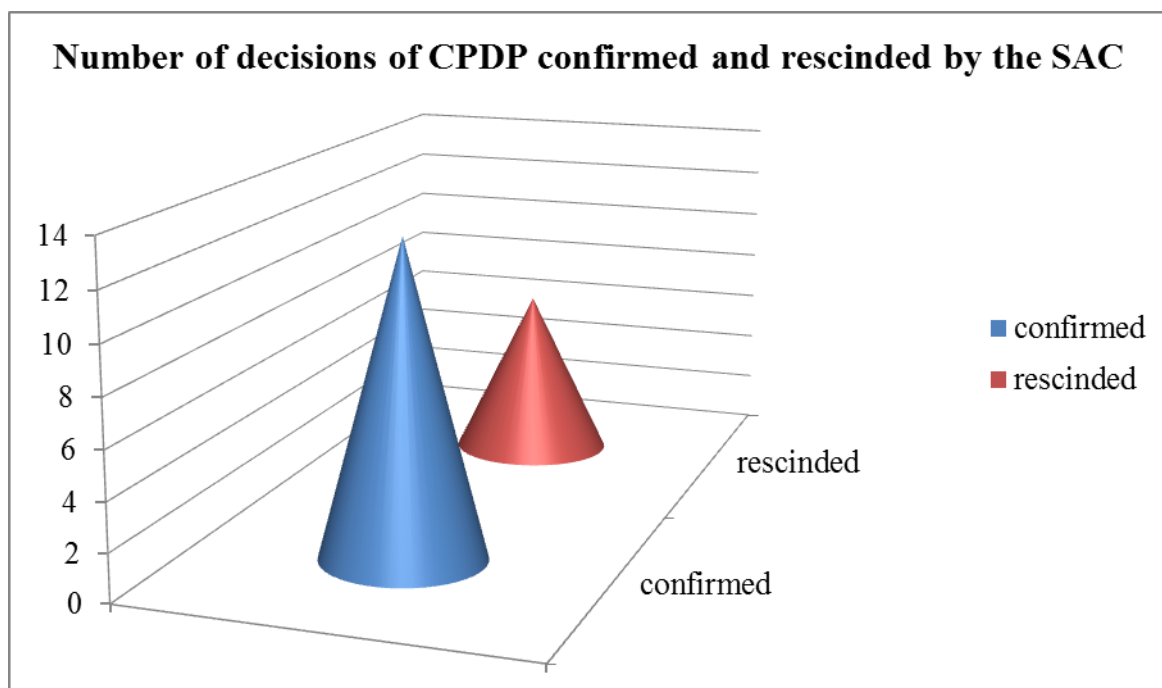 Number of decisions of CPDP confirmed and rescinded by the SAC
14
12
10
8
6
4
2
0
rescinded
confirmed
confirmed
rescinded